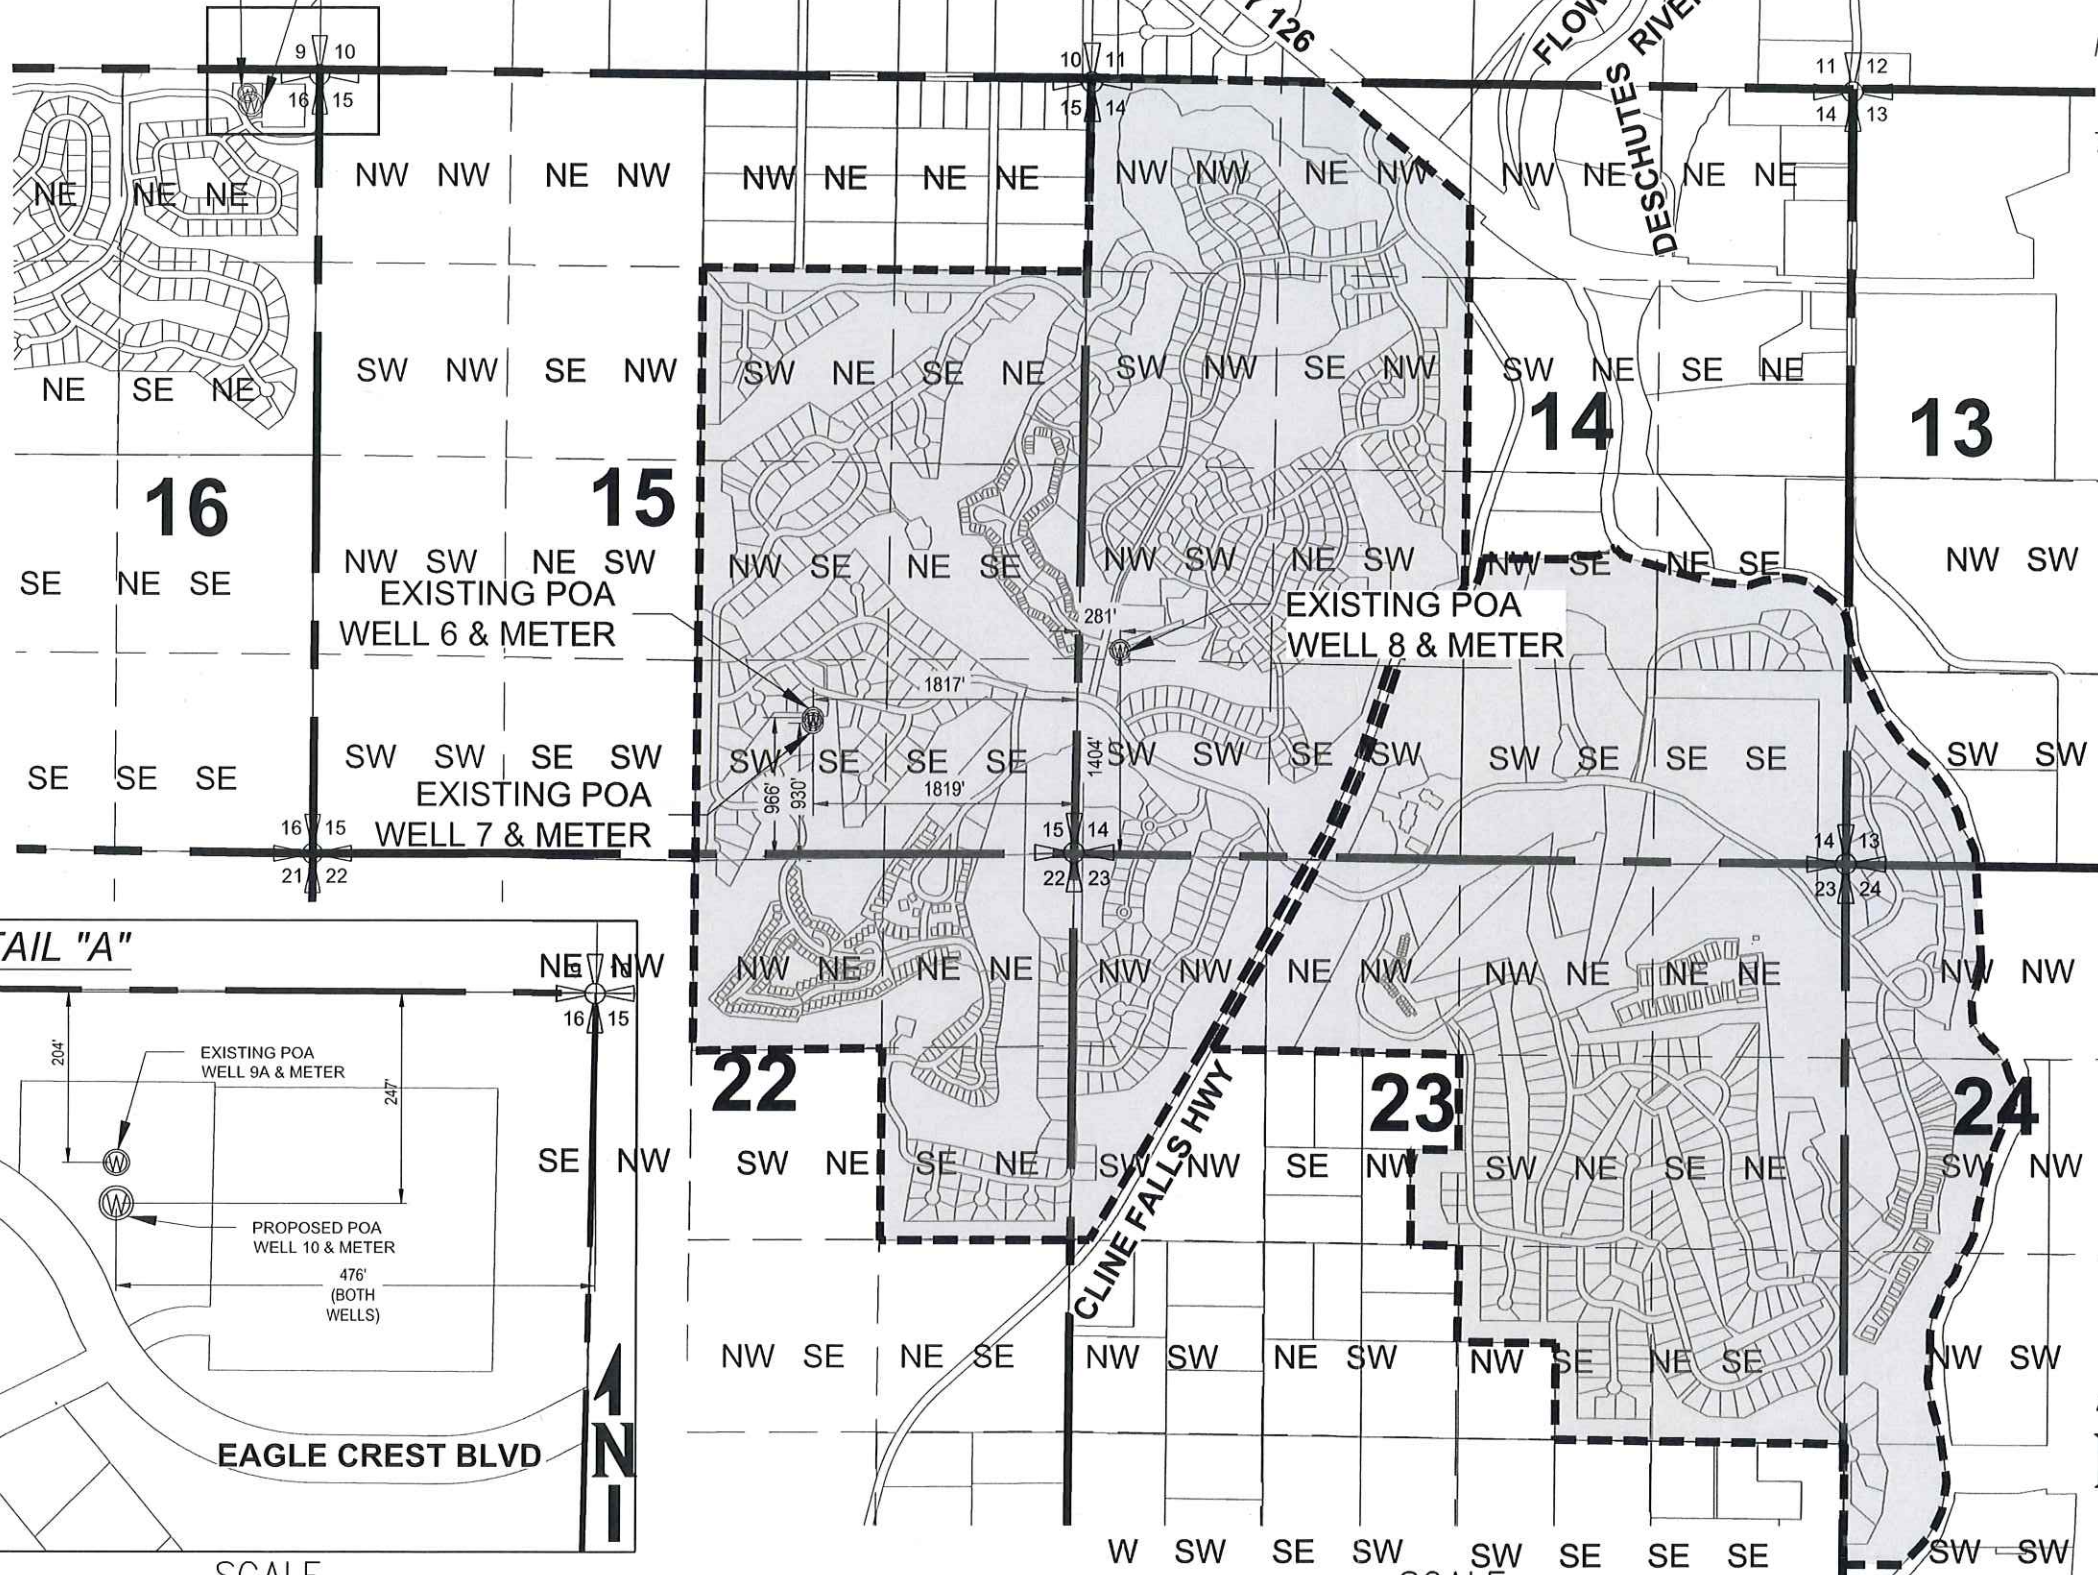 Y 126
FLOW
DESCHUTES RIVER
9 10
16 15
10 11
15 14
11 12
14 13
NE NE NE
NW NW NE NW
NW NE NE NE
NW NW NE NW
NW NE NE NE
NE SE NE
SW NW SE NW
SW NE SE NE
SW NW SE NW
SW NE SE NE
16
15
14
13
SE NE SE
NW SW NE SW
NW SE NE SE
NW SW NE SW
NW SE NE SE
NW SW
EXISTING POA
WELL 6 & METER
281'
EXISTING POA
WELL 8 & METER
1817'
SE SE SE
SW SW SE SW
SW SE SE SE
SW SW SE SW
SW SE SE SE
SW SW
EXISTING POA
WELL 7 & METER
966'
930'
1819'
1404'
16 15
21 22
15 14
22 23
14 13
23 24
NW NE NE NE
NW NW NE NW
NW NE NE NE
NW NW
22
23
24
CLINE FALLS HWY
SW NE SE NE
SW NW SE NW
SW NE SE NE
SW NW
NW SE NE SE
NW SW NE SW
NW SE NE SE
NW SW
W SW SE SW
SW SE SE SE
SW SW
TAIL "A"
NE NW
9 10
16 15
204'
EXISTING POA
WELL 9A & METER
247'
W
SE NW
W
PROPOSED POA
WELL 10 & METER
476'
(BOTH
WELLS)
EAGLE CREST BLVD
N
SCALE
SCALE